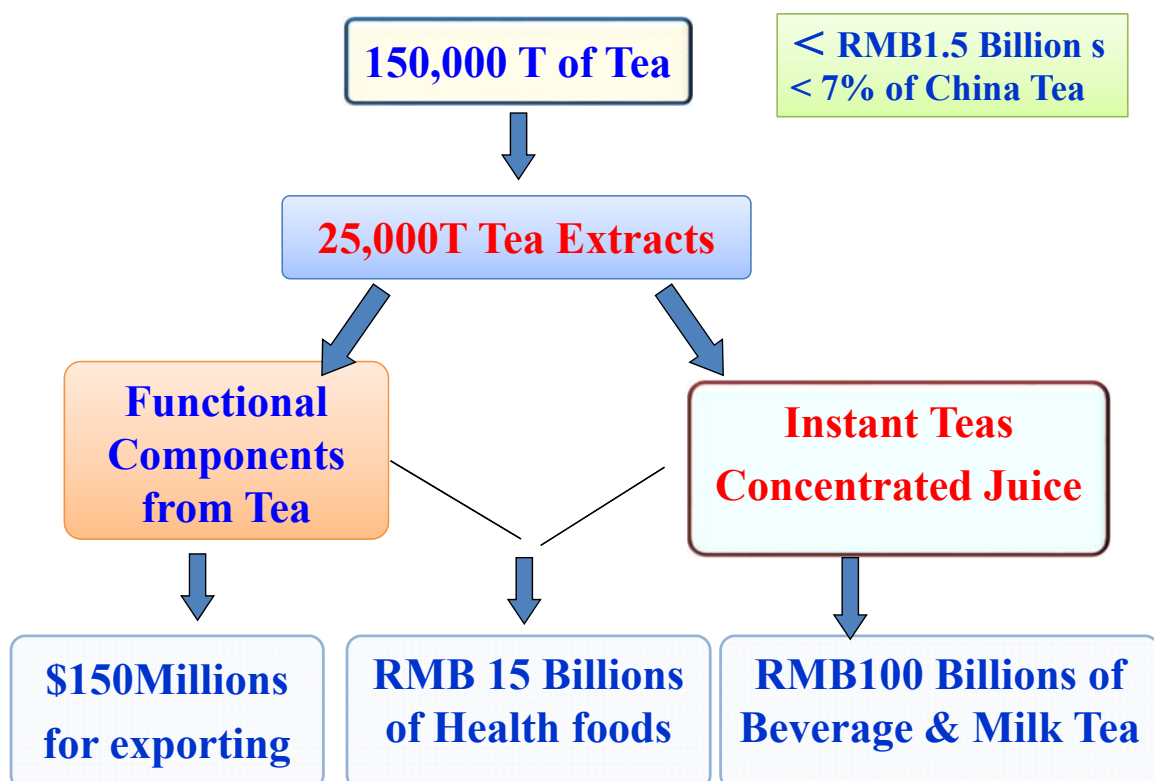 150,000 T of Tea
< RMB1.5 Billion s
< 7% of China Tea
25,000T Tea Extracts
Functional
Components
from Tea
Instant Teas
Concentrated Juice
$150Millions
for exporting
RMB 15 Billions
of Health foods
RMB100 Billions of
Beverage & Milk Tea